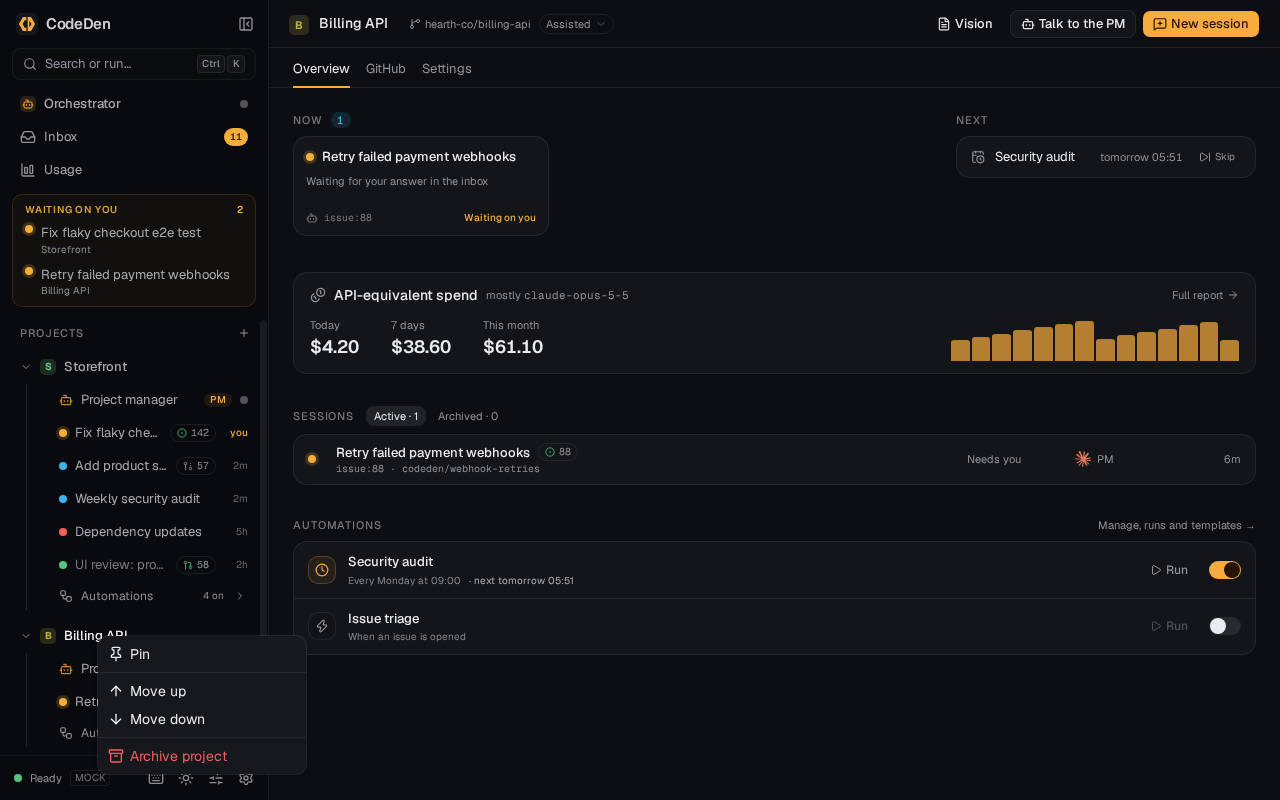 CodeDen
Search or run... Ctrl K
Orchestrator
Inbox 11
Usage
WAITING ON YOU 2
Fix flaky checkout e2e test
Storefront
Retry failed payment webhooks
Billing API
PROJECTS
S Storefront
Project manager PM
Fix flaky che... 142 you
Add product s... 57 2m
Weekly security audit 2m
Dependency updates 5h
UI review: pro... 58 2h
Automations 4 on
B Billing API
Pin
Move up
Move down
Archive project
Ready MOCK
B Billing API hearth-co/billing-api Assisted
Vision Talk to the PM New session
Overview GitHub Settings
NOW 1
Retry failed payment webhooks
Waiting for your answer in the inbox
issue:88 Waiting on you
NEXT
Security audit tomorrow 05:51 Skip
API-equivalent spend mostly claude-opus-5-5 Full report →
Today 7 days This month
$4.20 $38.60 $61.10
SESSIONS Active · 1 Archived · 0
Retry failed payment webhooks 88
issue:88 · codeden/webhook-retries
Needs you PM 6m
AUTOMATIONS Manage, runs and templates →
Security audit
Every Monday at 09:00 · next tomorrow 05:51
Run
Issue triage
When an issue is opened
Run